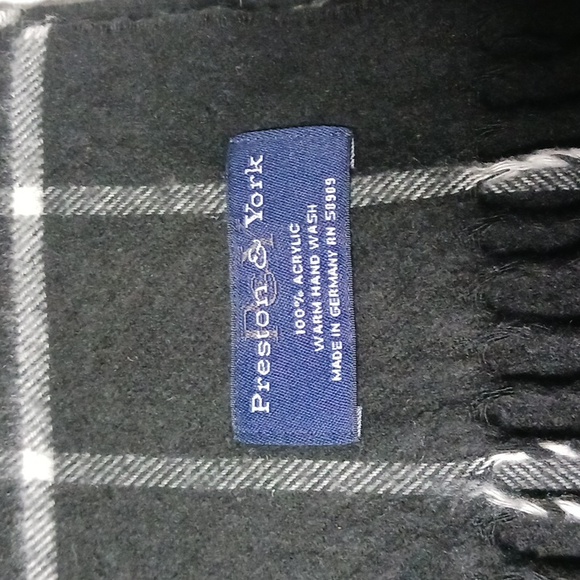 Preston & York
100% ACRYLIC
WARM HAND WASH
MADE IN GERMANY RN 58909